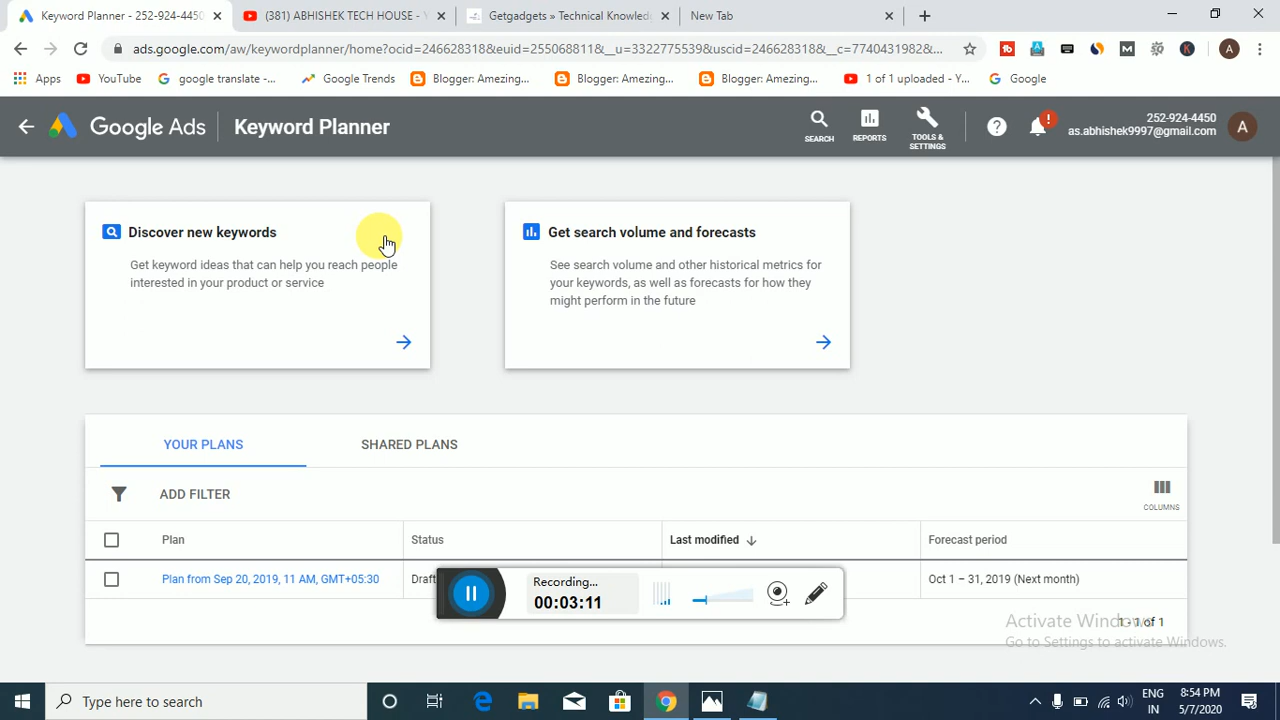 Keyword Planner - 252-924-4450
(381) ABHISHEK TECH HOUSE - Y
Getgadgets » Technical Knowled
New Tab
ads.google.com/aw/keywordplanner/home?ocid=246628318&euid=255068811&__u=3322775539&uscid=246628318&__c=7740431982&...
A
Apps
YouTube
google translate -...
Google Trends
Blogger: Amezing...
Blogger: Amezing...
Blogger: Amezing...
1 of 1 uploaded - Y...
Google
Google Ads
Keyword Planner
SEARCH
REPORTS
TOOLS &
SETTINGS
252-924-4450
as.abhishek9997@gmail.com
A
Discover new keywords
Get keyword ideas that can help you reach people
interested in your product or service
Get search volume and forecasts
See search volume and other historical metrics for
your keywords, as well as forecasts for how they
might perform in the future
YOUR PLANS
SHARED PLANS
ADD FILTER
COLUMNS
Plan
Status
Last modified
Forecast period
Plan from Sep 20, 2019, 11 AM, GMT+05:30
Draft
Oct 1 – 31, 2019 (Next month)
Recording...
00:03:11
1 - 1 of 1
Activate Windows
Go to Settings to activate Windows.
Type here to search
ENG
IN
8:54 PM
5/7/2020